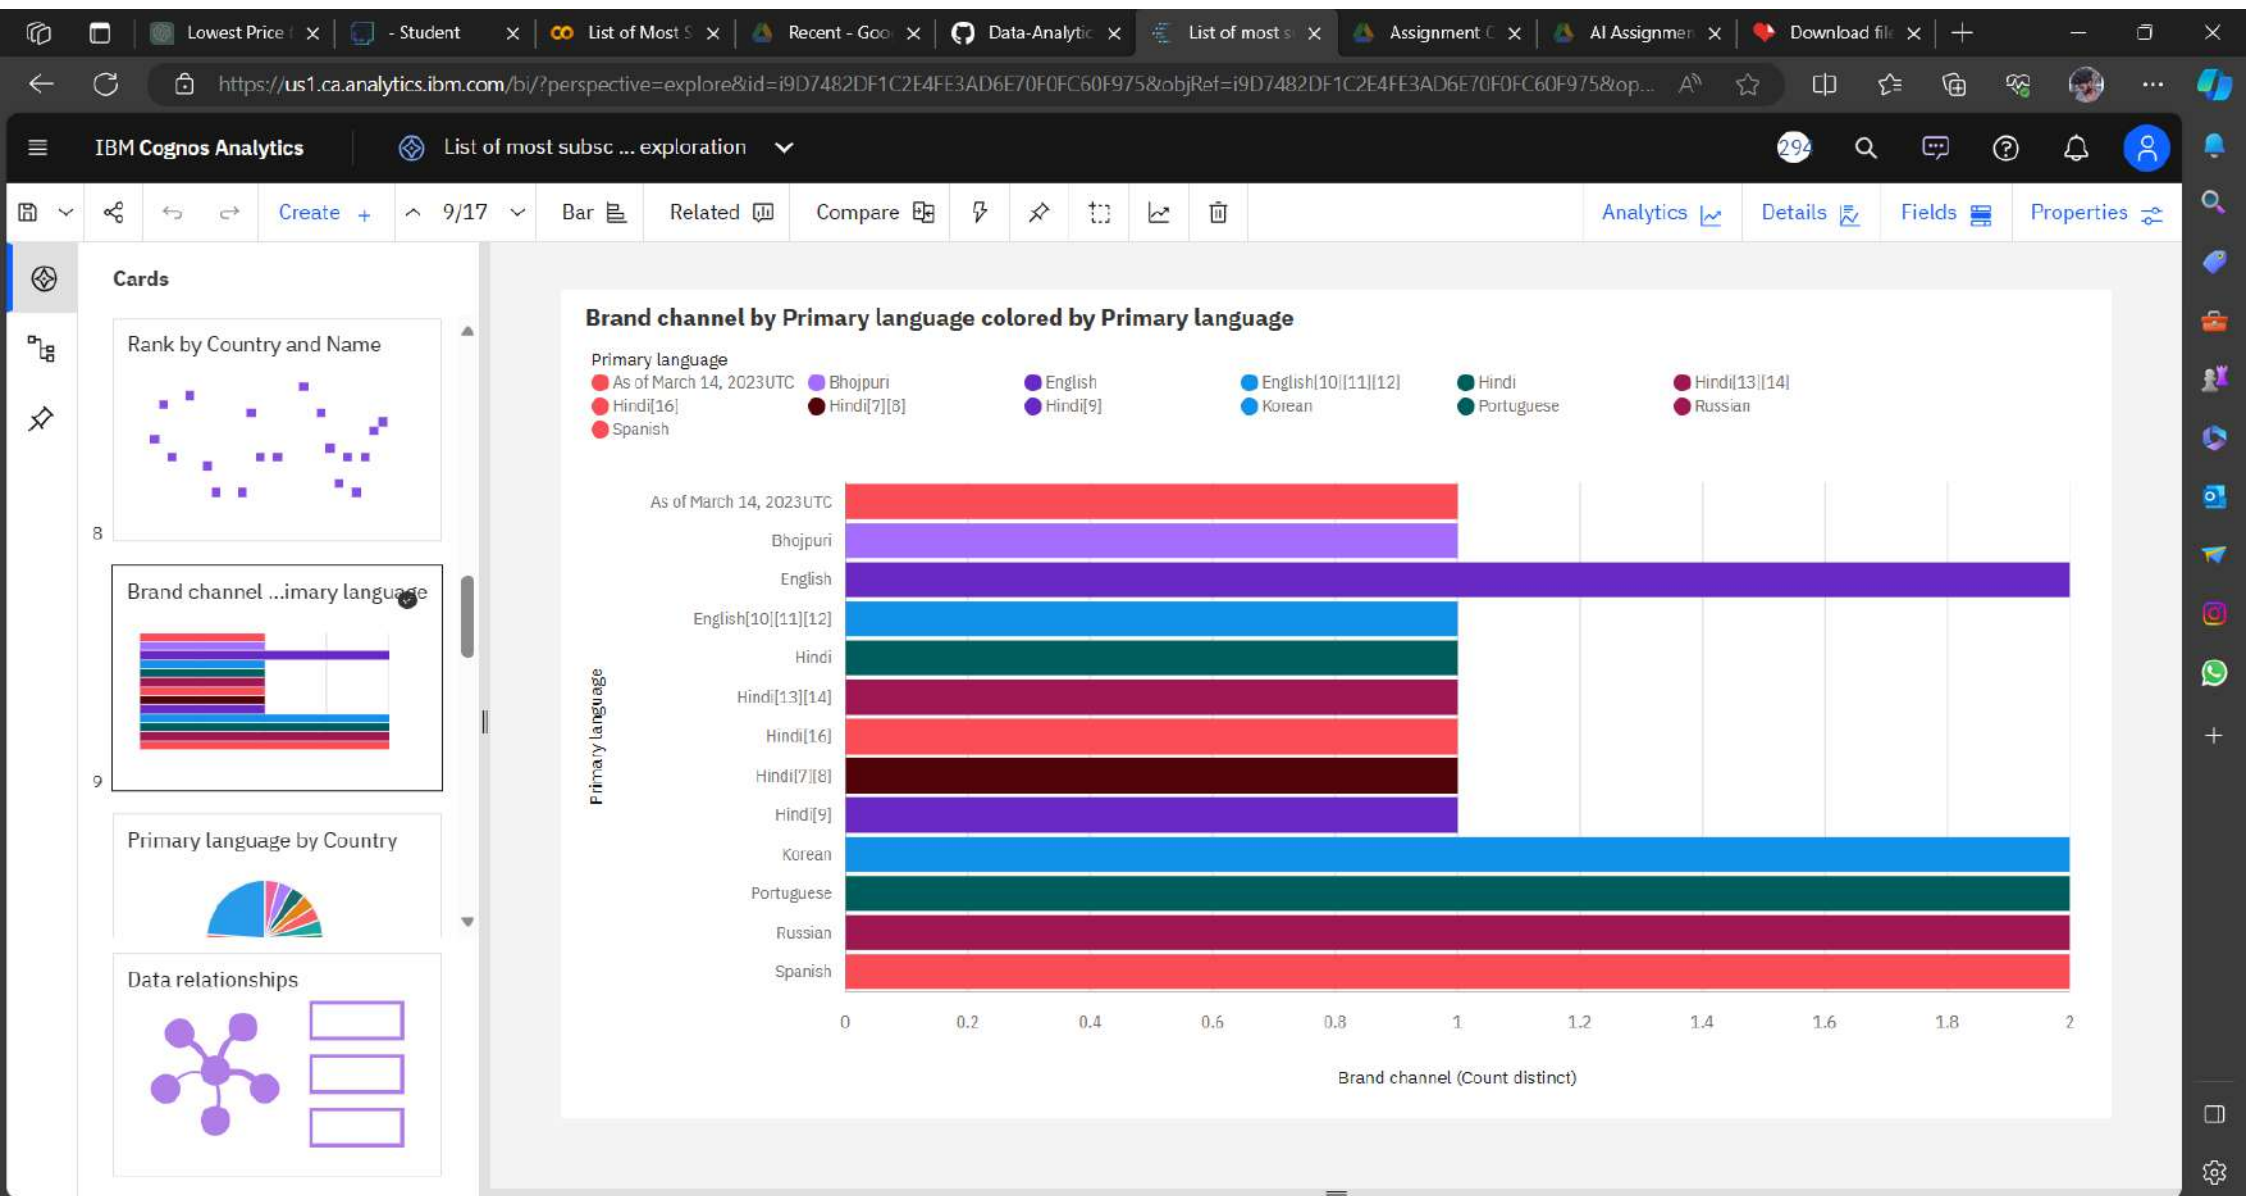 Lowest Price f
- Student
List of Most S
Recent - Goo
Data-Analytic
List of most s
Assignment C
AI Assignmen
Download file
https://us1.ca.analytics.ibm.com/bi/?perspective=explore&id=i9D7482DF1C2E4FE3AD6E70F0FC60F975&objRef=i9D7482DF1C2E4FE3AD6E70F0FC60F975&op...
IBM Cognos Analytics
List of most subsc ... exploration
294
Create +
9/17
Bar
Related
Compare
Analytics
Details
Fields
Properties
Cards
Rank by Country and Name
8
Brand channel ...imary language
9
Primary language by Country
Data relationships
Brand channel by Primary language colored by Primary language
Primary language
As of March 14, 2023UTC Bhojpuri English English[10][11][12] Hindi Hindi[13][14]
Hindi[16] Hindi[7][8] Hindi[9] Korean Portuguese Russian
Spanish
Primary language
As of March 14, 2023UTC
Bhojpuri
English
English[10][11][12]
Hindi
Hindi[13][14]
Hindi[16]
Hindi[7][8]
Hindi[9]
Korean
Portuguese
Russian
Spanish
0 0.2 0.4 0.6 0.8 1 1.2 1.4 1.6 1.8 2
Brand channel (Count distinct)